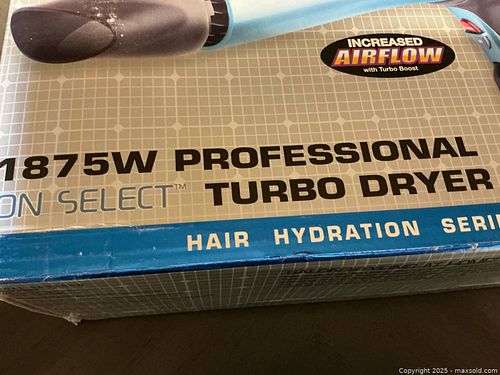 INCREASED
AIRFLOW
with Turbo Boost
1875W PROFESSIONAL
ON SELECT™ TURBO DRYER
HAIR HYDRATION SERI
Copyright 2025 - maxsold.com